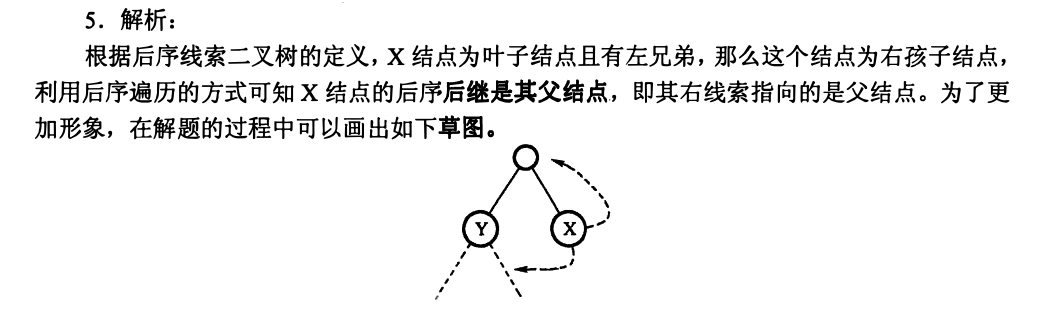 5．解析：
根据后序线索二叉树的定义，X 结点为叶子结点且有左兄弟，那么这个结点为右孩子结点，
利用后序遍历的方式可知 X 结点的后序后继是其父结点，即其右线索指向的是父结点。为了更
加形象，在解题的过程中可以画出如下草图。
Y X